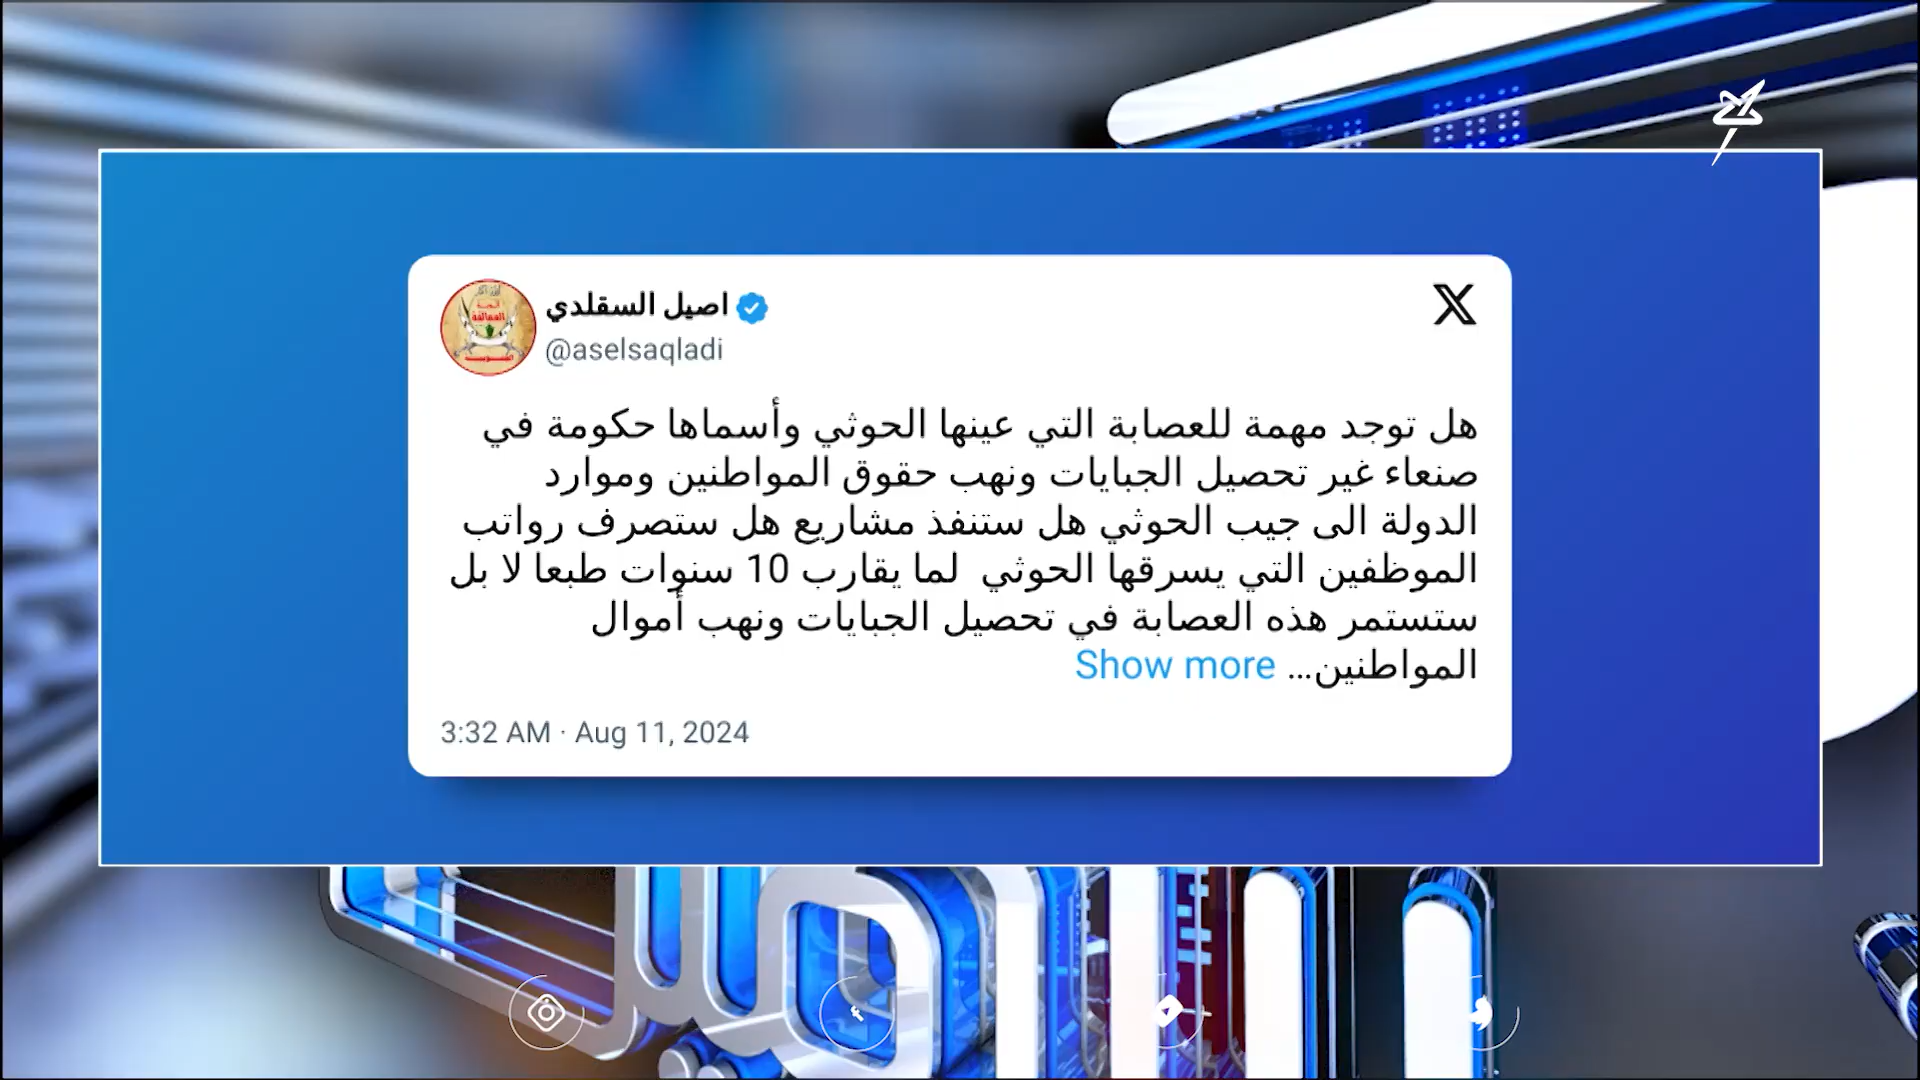 اصيل السقلدي
@aselsaqladi
هل توجد مهمة للعصابة التي عينها الحوثي وأسماها حكومة في
صنعاء غير تحصيل الجبايات ونهب حقوق المواطنين وموارد
الدولة الى جيب الحوثي هل ستنفذ مشاريع هل ستصرف رواتب
الموظفين التي يسرقها الحوثي  لما يقارب 10 سنوات طبعا لا بل
ستستمر هذه العصابة في تحصيل الجبايات ونهب أموال
المواطنين... Show more
3:32 AM · Aug 11, 2024